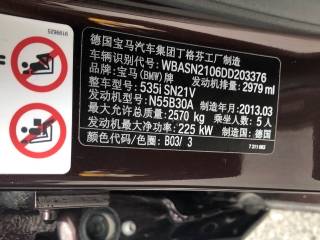 德国宝马汽车集团丁格芬工厂制造
车辆识别代号: WBASN2106DD203376
品牌: 宝马(BMW)牌 发动机排量: 2979 ml
整车型号: 535i SN21V
发动机型号: N55B30A 制造年月: 2013.03
最大允许总质量: 2570 kg 乘坐人数: 5 人
发动机最大净功率: 225 kW 制造国: 德国
颜色代码/色圈: B03/ 3
7 311 983
9199625